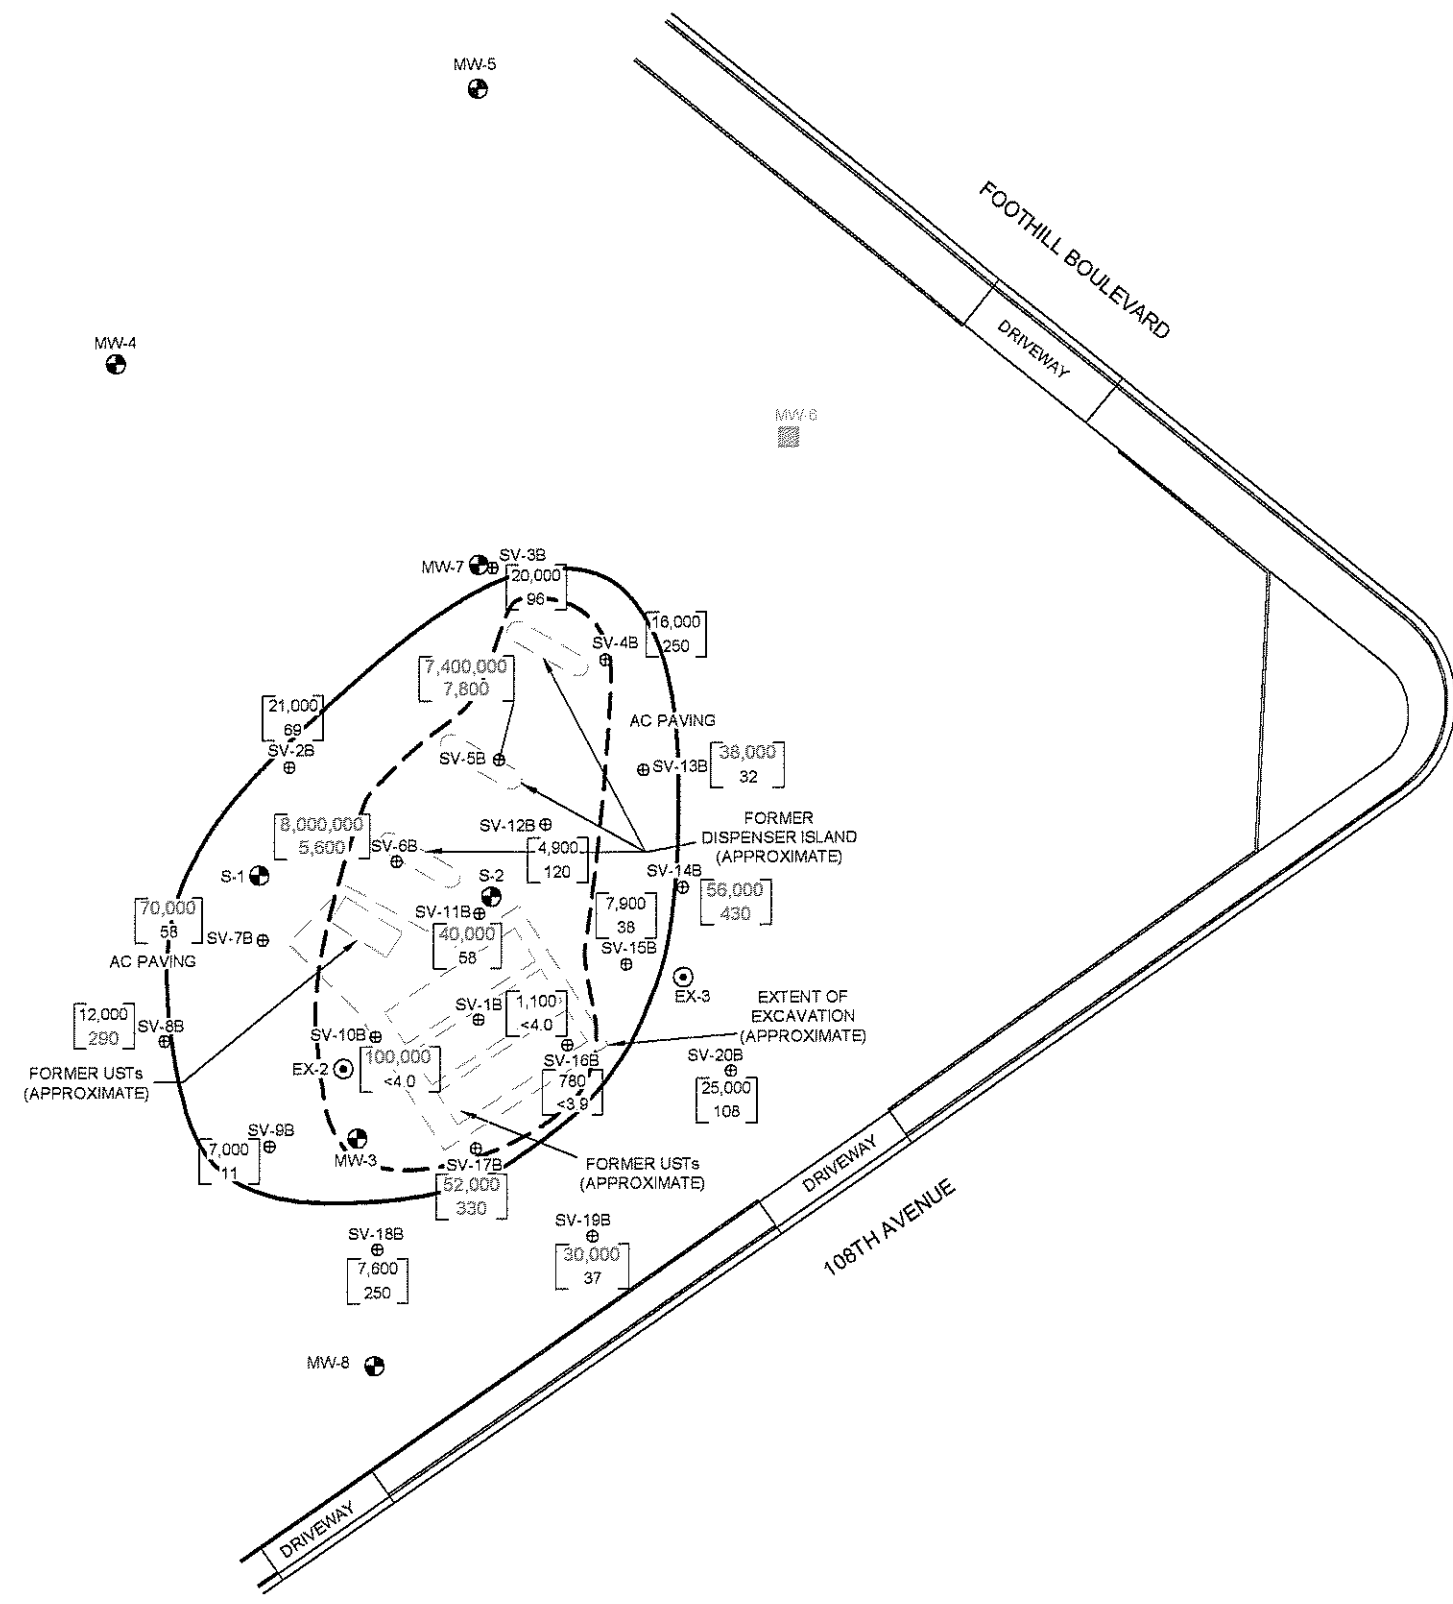 MW-5
FOOTHILL BOULEVARD
DRIVEWAY
MW-4
MW-6
MW-7
SV-3B
20,000
96
16,000
250
SV-4B
7,400,000
7,800
21,000
69
SV-2B
AC PAVING
SV-5B
SV-13B
38,000
32
8,000,000
5,600
SV-6B
SV-12B
4,900
120
FORMER
DISPENSER ISLAND
(APPROXIMATE)
S-1
S-2
SV-14B
56,000
430
70,000
58
SV-7B
AC PAVING
SV-11B
40,000
58
7,900
38
SV-15B
EX-3
12,000
290
SV-8B
SV-1B
1,100
<4.0
EXTENT OF
EXCAVATION
(APPROXIMATE)
SV-10B
100,000
<4.0
EX-2
SV-16B
780
<3.9
SV-20B
25,000
108
FORMER USTs
(APPROXIMATE)
SV-9B
7,000
11
MW-3
SV-17B
52,000
330
FORMER USTs
(APPROXIMATE)
DRIVEWAY
108TH AVENUE
SV-18B
7,600
250
SV-19B
30,000
37
MW-8
DRIVEWAY